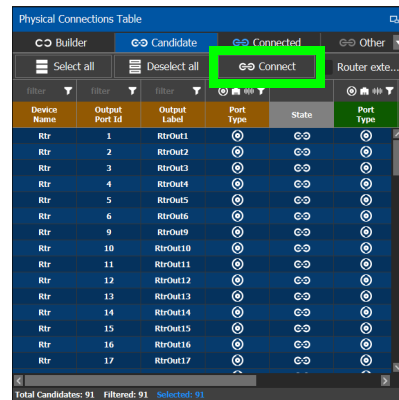 Physical Connections Table
Builder Candidate Connected Other
Select all Deselect all Connect Router exte...
filter filter filter
Device Name Output Port Id Output Label Port Type State Port Type
Rtr 1 RtrOut1
Rtr 2 RtrOut2
Rtr 3 RtrOut3
Rtr 4 RtrOut4
Rtr 5 RtrOut5
Rtr 6 RtrOut6
Rtr 9 RtrOut9
Rtr 10 RtrOut10
Rtr 11 RtrOut11
Rtr 12 RtrOut12
Rtr 13 RtrOut13
Rtr 14 RtrOut14
Rtr 15 RtrOut15
Rtr 16 RtrOut16
Rtr 17 RtrOut17
Total Candidates: 91 Filtered: 91 Selected: 91